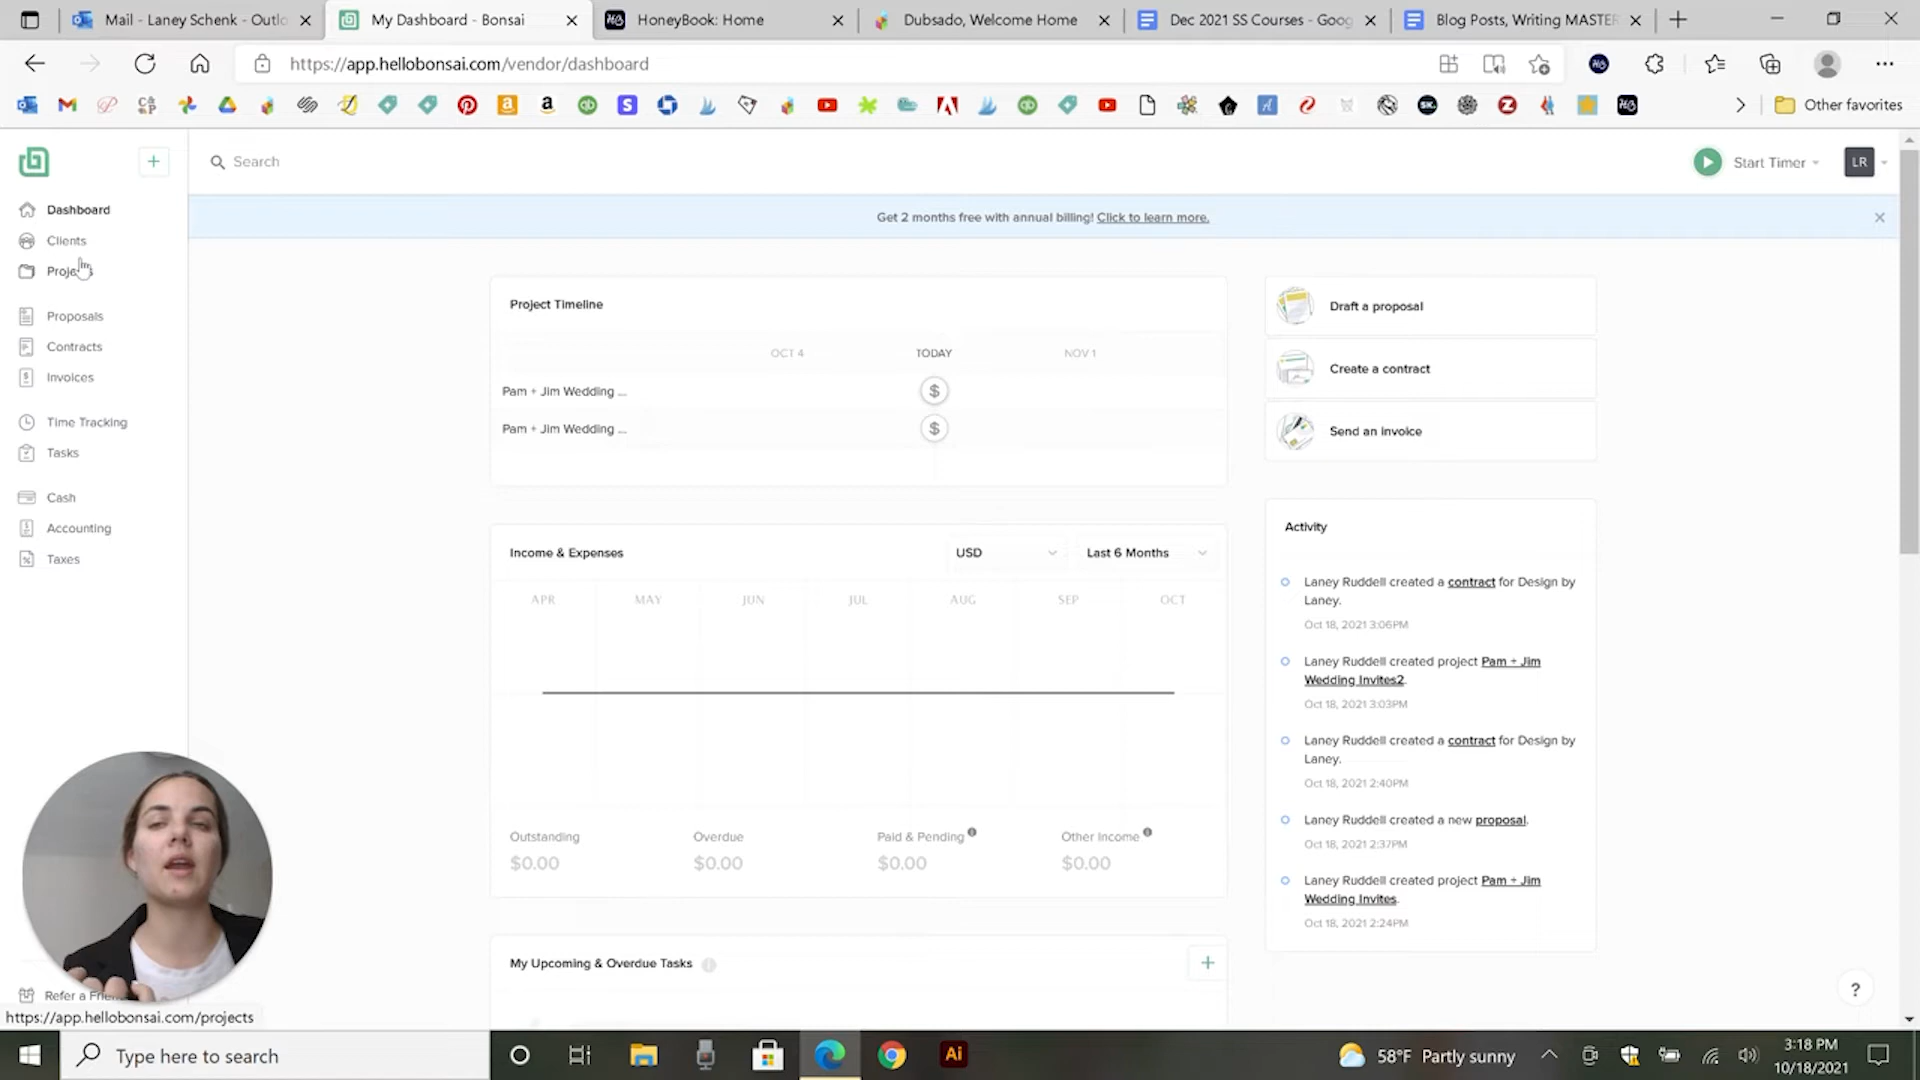 Mail - Laney Schenk - Outlo
My Dashboard - Bonsai
HoneyBook: Home
Dubsado, Welcome Home
Dec 2021 SS Courses - Goog
Blog Posts, Writing MASTER
https://app.hellobonsai.com/vendor/dashboard
Other favorites
Search
Start Timer
LR
Get 2 months free with annual billing! Click to learn more.
Dashboard
Clients
Projects
Proposals
Contracts
Invoices
Time Tracking
Tasks
Cash
Accounting
Taxes
Refer a Frien
https://app.hellobonsai.com/projects
Project Timeline
OCT 4
TODAY
NOV 1
Pam + Jim Wedding ...
$
Pam + Jim Wedding ...
$
Income & Expenses
USD
Last 6 Months
APR
MAY
JUN
JUL
AUG
SEP
OCT
Outstanding
Overdue
Paid & Pending
Other Income
$0.00
$0.00
$0.00
$0.00
My Upcoming & Overdue Tasks
Draft a proposal
Create a contract
Send an invoice
Activity
Laney Ruddell created a contract for Design by
Laney.
Oct 18, 2021 3:06PM
Laney Ruddell created project Pam + Jim
Wedding Invites2.
Oct 18, 2021 3:03PM
Laney Ruddell created a contract for Design by
Laney.
Oct 18, 2021 2:40PM
Laney Ruddell created a new proposal.
Oct 18, 2021 2:37PM
Laney Ruddell created project Pam + Jim
Wedding Invites.
Oct 18, 2021 2:24PM
?
Type here to search
Ai
58°F Partly sunny
3:18 PM
10/18/2021